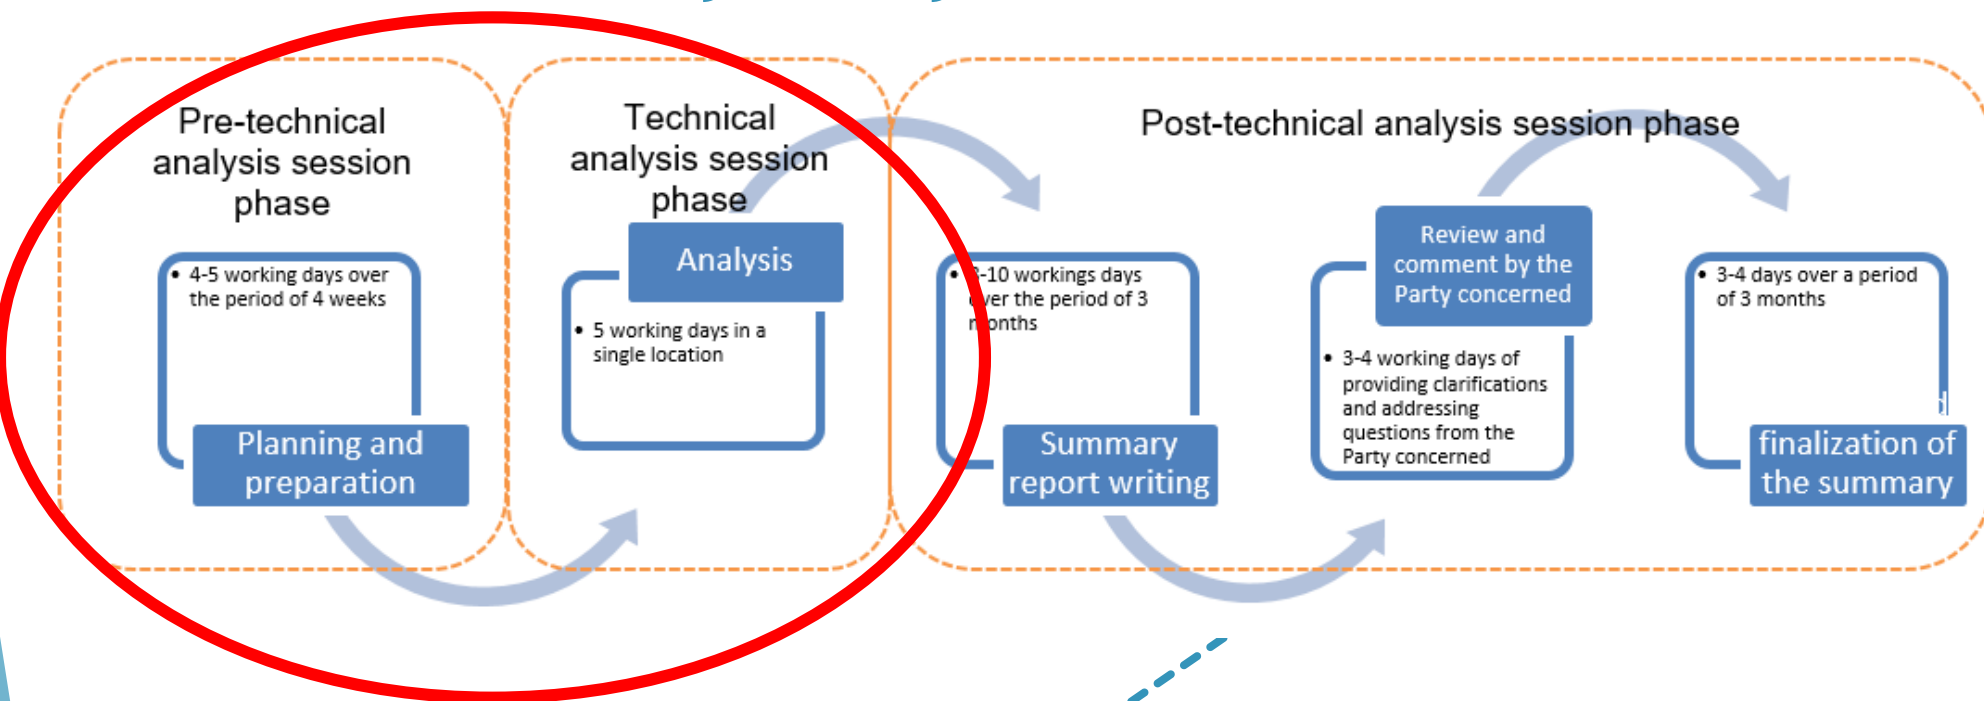 Pre-technical
analysis session
phase
• 4-5 working days over
the period of 4 weeks
Planning and
preparation
Technical
analysis session
phase
Analysis
• 5 working days in a
single location
Post-technical analysis session phase
• -10 workings days
over the period of 3
months
Summary
report writing
Review and
comment by the
Party concerned
• 3-4 working days of
providing clarifications
and addressing
questions from the
Party concerned
• 3-4 days over a period
of 3 months
finalization of
the summary